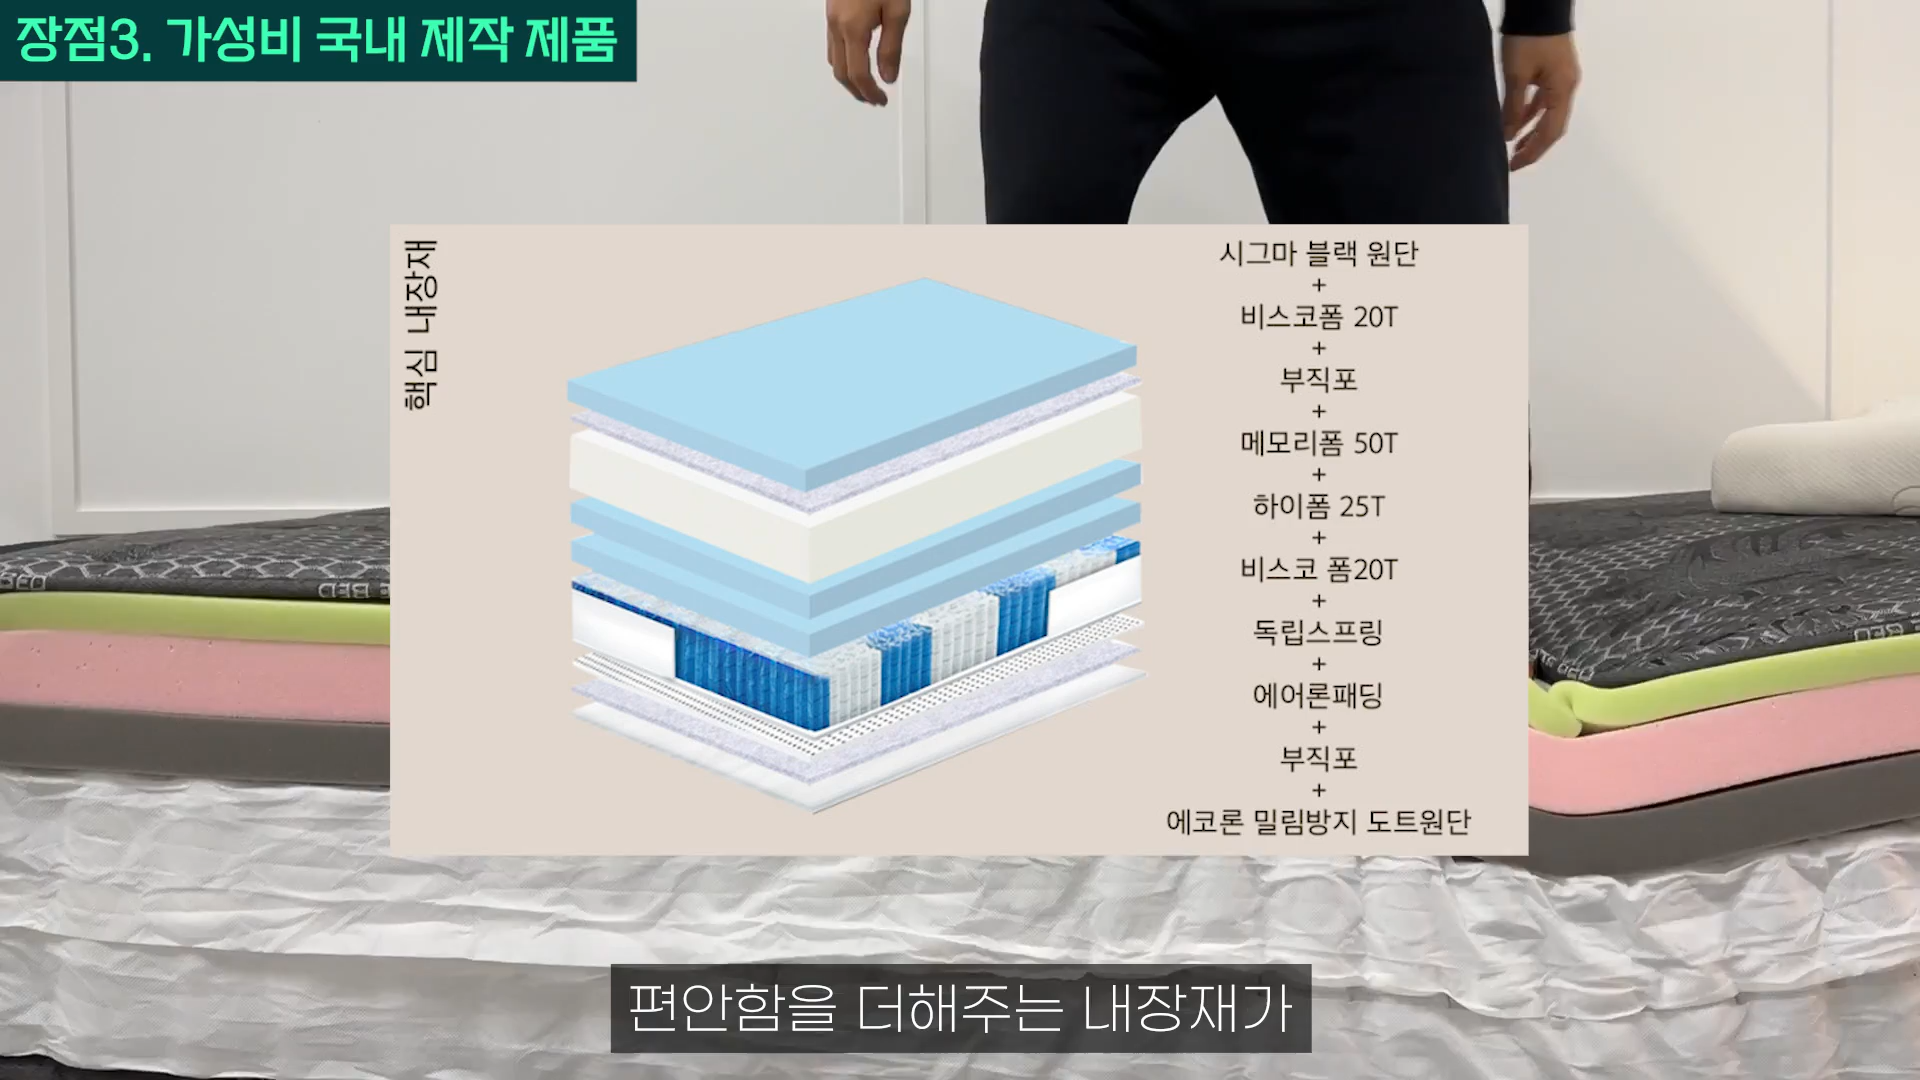 장점3. 가성비 국내 제작 제품
핵심 내장재
시그마 블랙 원단
+
비스코폼 20T
+
부직포
+
메모리폼 50T
+
하이폼 25T
+
비스코 폼20T
+
독립스프링
+
에어론패딩
+
부직포
+
에코론 밀림방지 도트원단
편안함을 더해주는 내장재가